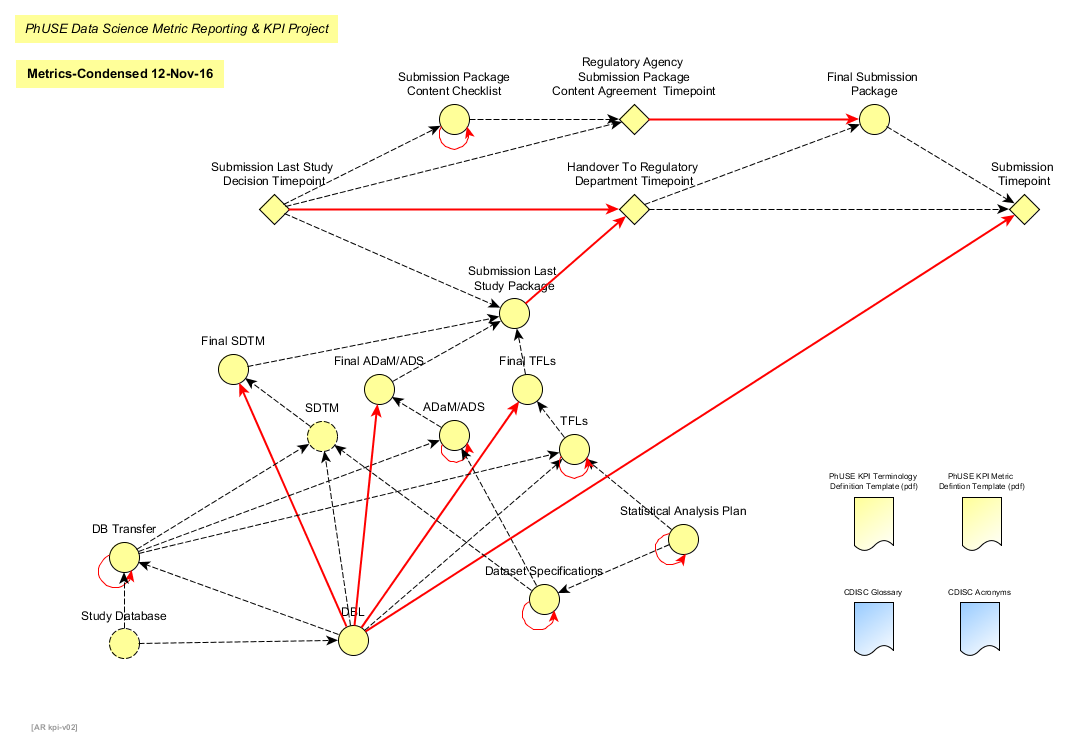 PhUSE Data Science Metric Reporting & KPI Project
Metrics-Condensed 12-Nov-16
Submission Package
Content Checklist
Regulatory Agency
Submission Package
Content Agreement Timepoint
Final Submission
Package
Submission Last Study
Decision Timepoint
Handover To Regulatory
Department Timepoint
Submission
Timepoint
Submission Last
Study Package
Final SDTM
Final ADaM/ADS
Final TFLs
SDTM
ADaM/ADS
TFLs
DB Transfer
Statistical Analysis Plan
Dataset Specifications
Study Database
DBL
PhUSE KPI Terminology
Definition Template (pdf)
PhUSE KPI Metric
Defintion Template (pdf)
CDISC Glossary
CDISC Acronyms
[AR kpi-v02]